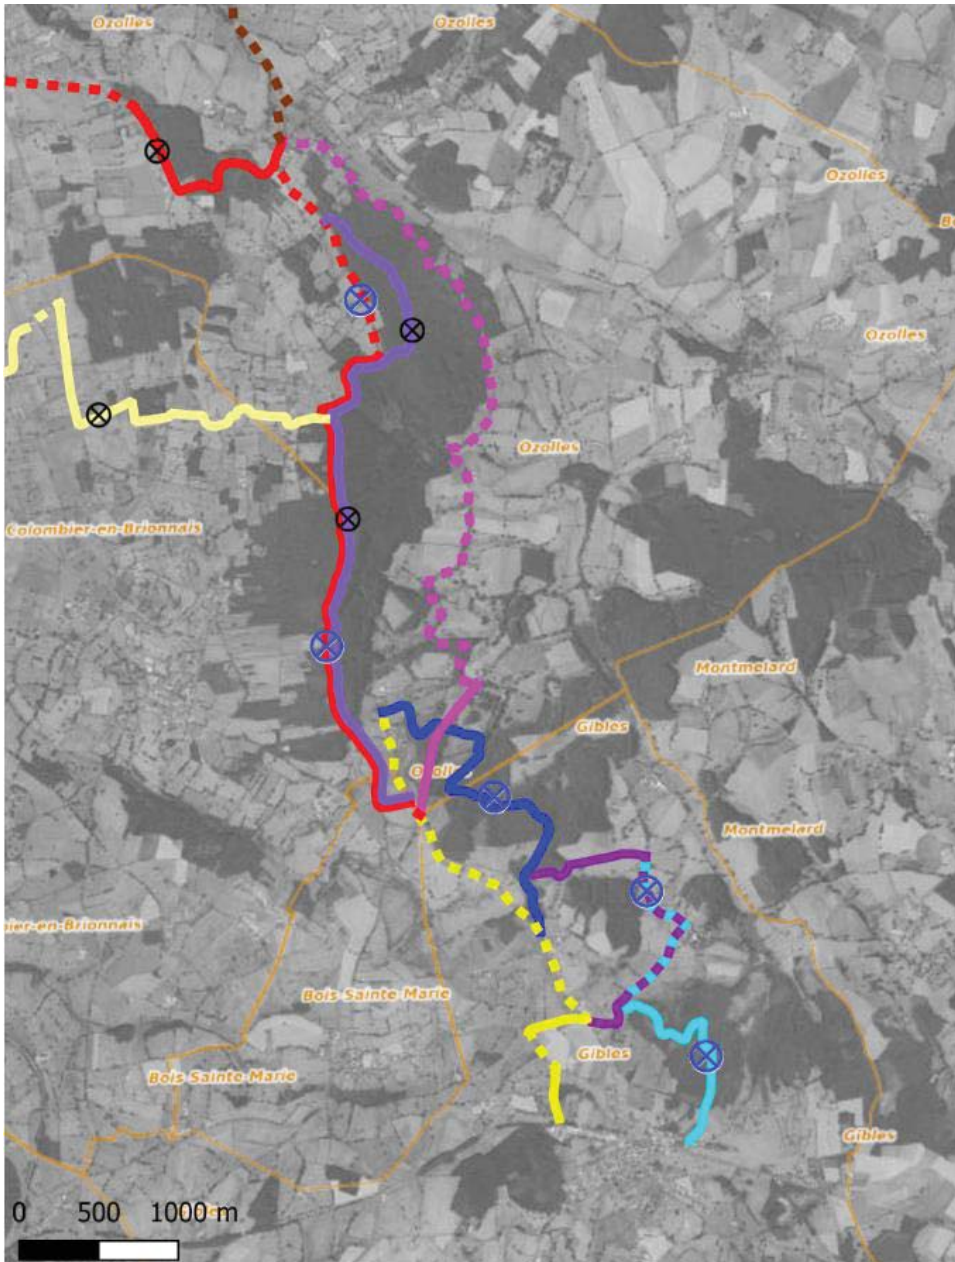 Ozolles
Ozolles
Ozolles
Ozolles
Ozolles
Colombier-en-Brionnais
Montmelard
Gibles
Montmelard
ier-en-Brionnais
Bois Sainte Marie
Gibles
Bois Sainte Marie
Gibles
0 500 1000 m